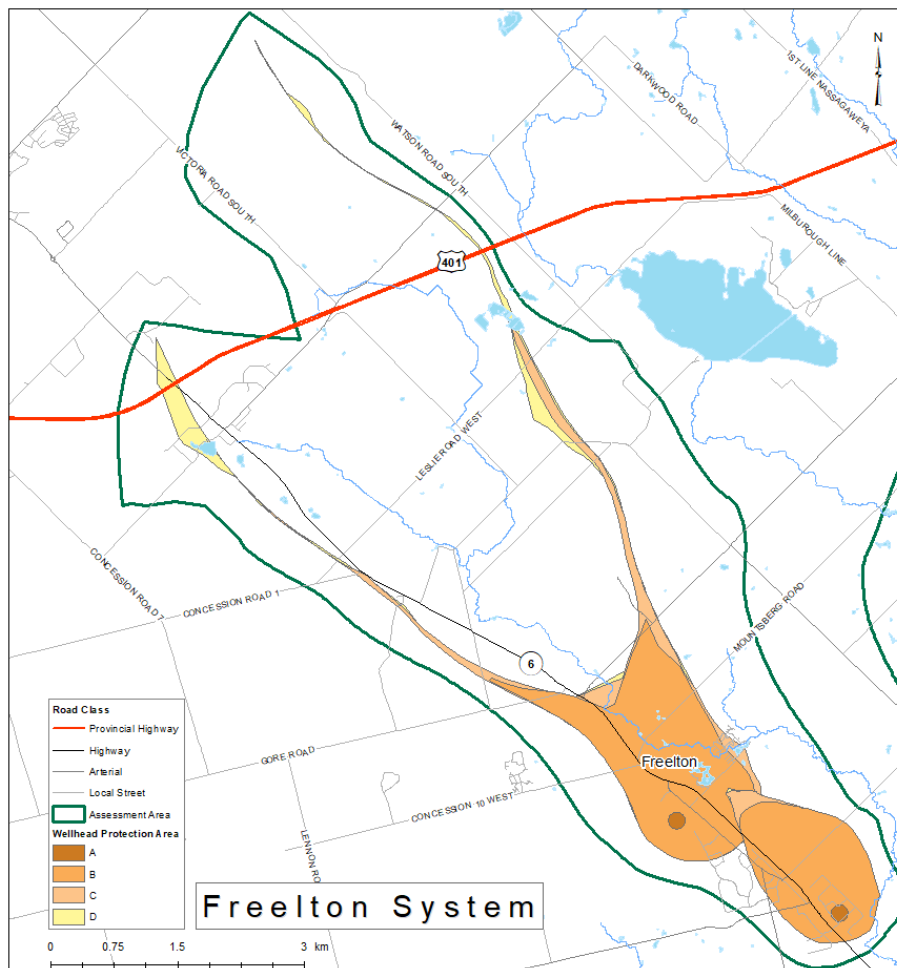 N
1ST LINE NASSAGAWEYA
DARKWOOD ROAD
WATSON ROAD SOUTH
VICTORIA ROAD SOUTH
MILBUROUGH LINE
401
LESLIE ROAD WEST
CONCESSION ROAD 7
CONCESSION ROAD 1
MOUNTSBERG ROAD
6
GORE ROAD
Freelton
CONCESSION 10 WEST
LENNON RO
Road Class
Provincial Highway
Highway
Arterial
Local Street
Assessment Area
Wellhead Protection Area
A
B
C
D
Freelton System
0 0.75 1.5 3 km